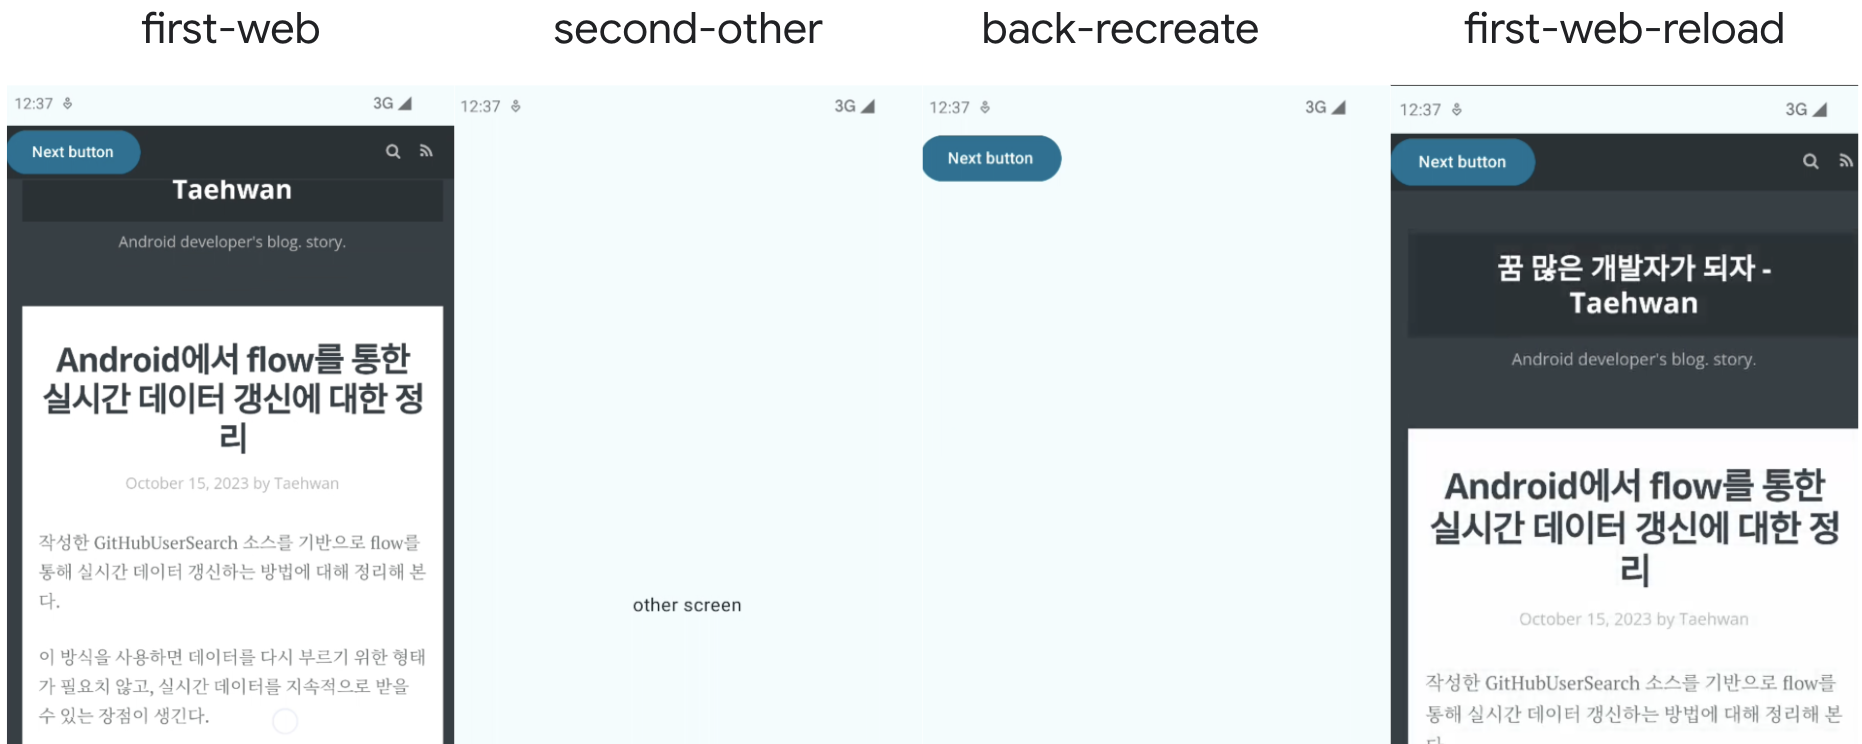 first-web
second-other
back-recreate
first-web-reload
12:37
3G
Next button
Taehwan
Android developer's blog. story.
Android에서 flow를 통한
실시간 데이터 갱신에 대한 정
리
October 15, 2023 by Taehwan
작성한 GitHubUserSearch 소스를 기반으로 flow를
통해 실시간 데이터 갱신하는 방법에 대해 정리해 본
다.
이 방식을 사용하면 데이터를 다시 부르기 위한 형태
가 필요치 않고, 실시간 데이터를 지속적으로 받을
수 있는 장점이 생긴다.
12:37
3G
other screen
12:37
3G
Next button
12:37
3G
Next button
꿈 많은 개발자가 되자 -
Taehwan
Android developer's blog. story.
Android에서 flow를 통한
실시간 데이터 갱신에 대한 정
리
October 15, 2023 by Taehwan
작성한 GitHubUserSearch 소스를 기반으로 flow를
통해 실시간 데이터 갱신하는 방법에 대해 정리해 본